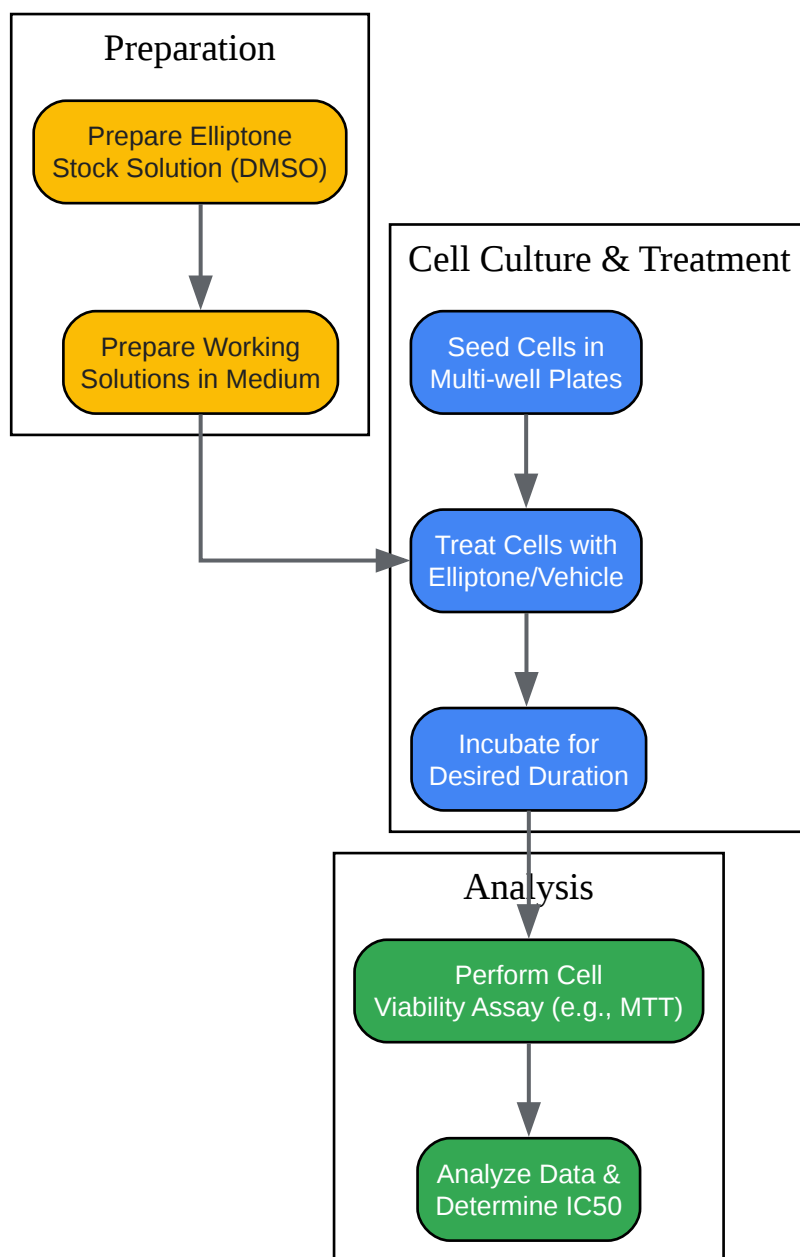 Preparation
Prepare Elliptone
Stock Solution (DMSO)
Prepare Working
Solutions in Medium
Cell Culture & Treatment
Seed Cells in
Multi-well Plates
Treat Cells with
Elliptone/Vehicle
Incubate for
Desired Duration
Analysis
Perform Cell
Viability Assay (e.g., MTT)
Analyze Data &
Determine IC50